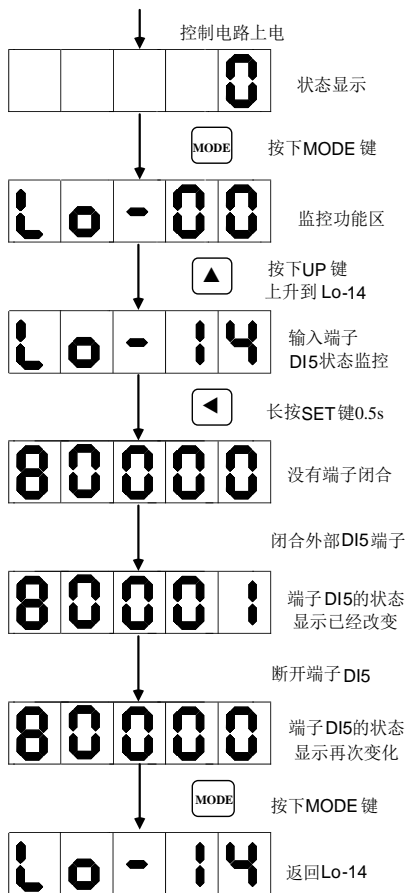 控制电路上电
0
状态显示
MODE
按下MODE 键
Lo-00
监控功能区
按下UP 键
上升到 Lo-14
Lo-14
输入端子
DI5状态监控
长按SET键0.5s
80000
没有端子闭合
闭合外部DI5端子
80001
端子DI5的状态
显示已经改变
断开端子DI5
80000
端子DI5的状态
显示再次变化
MODE
按下MODE 键
Lo-14
返回Lo-14